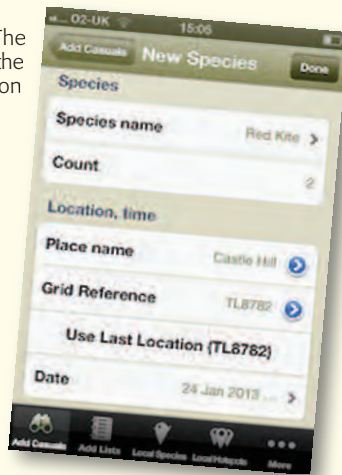 The
the
on
O2-UK 15:05
Add Casuals New Species Done
Species
Species name Red Kite
Count 2
Location, time
Place name Castle Hill
Grid Reference TL8782
Use Last Location (TL8782)
Date 24 Jan 2013 ...
Add Casuals Add Lists Local Species Local Hotspots More